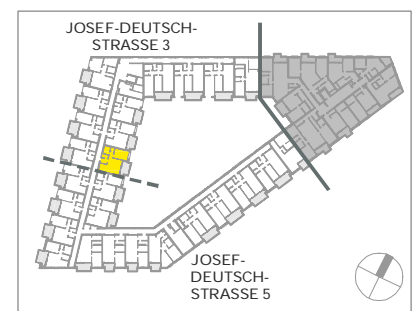 JOSEF-DEUTSCH-
STRASSE 3
JOSEF-
DEUTSCH-
STRASSE 5